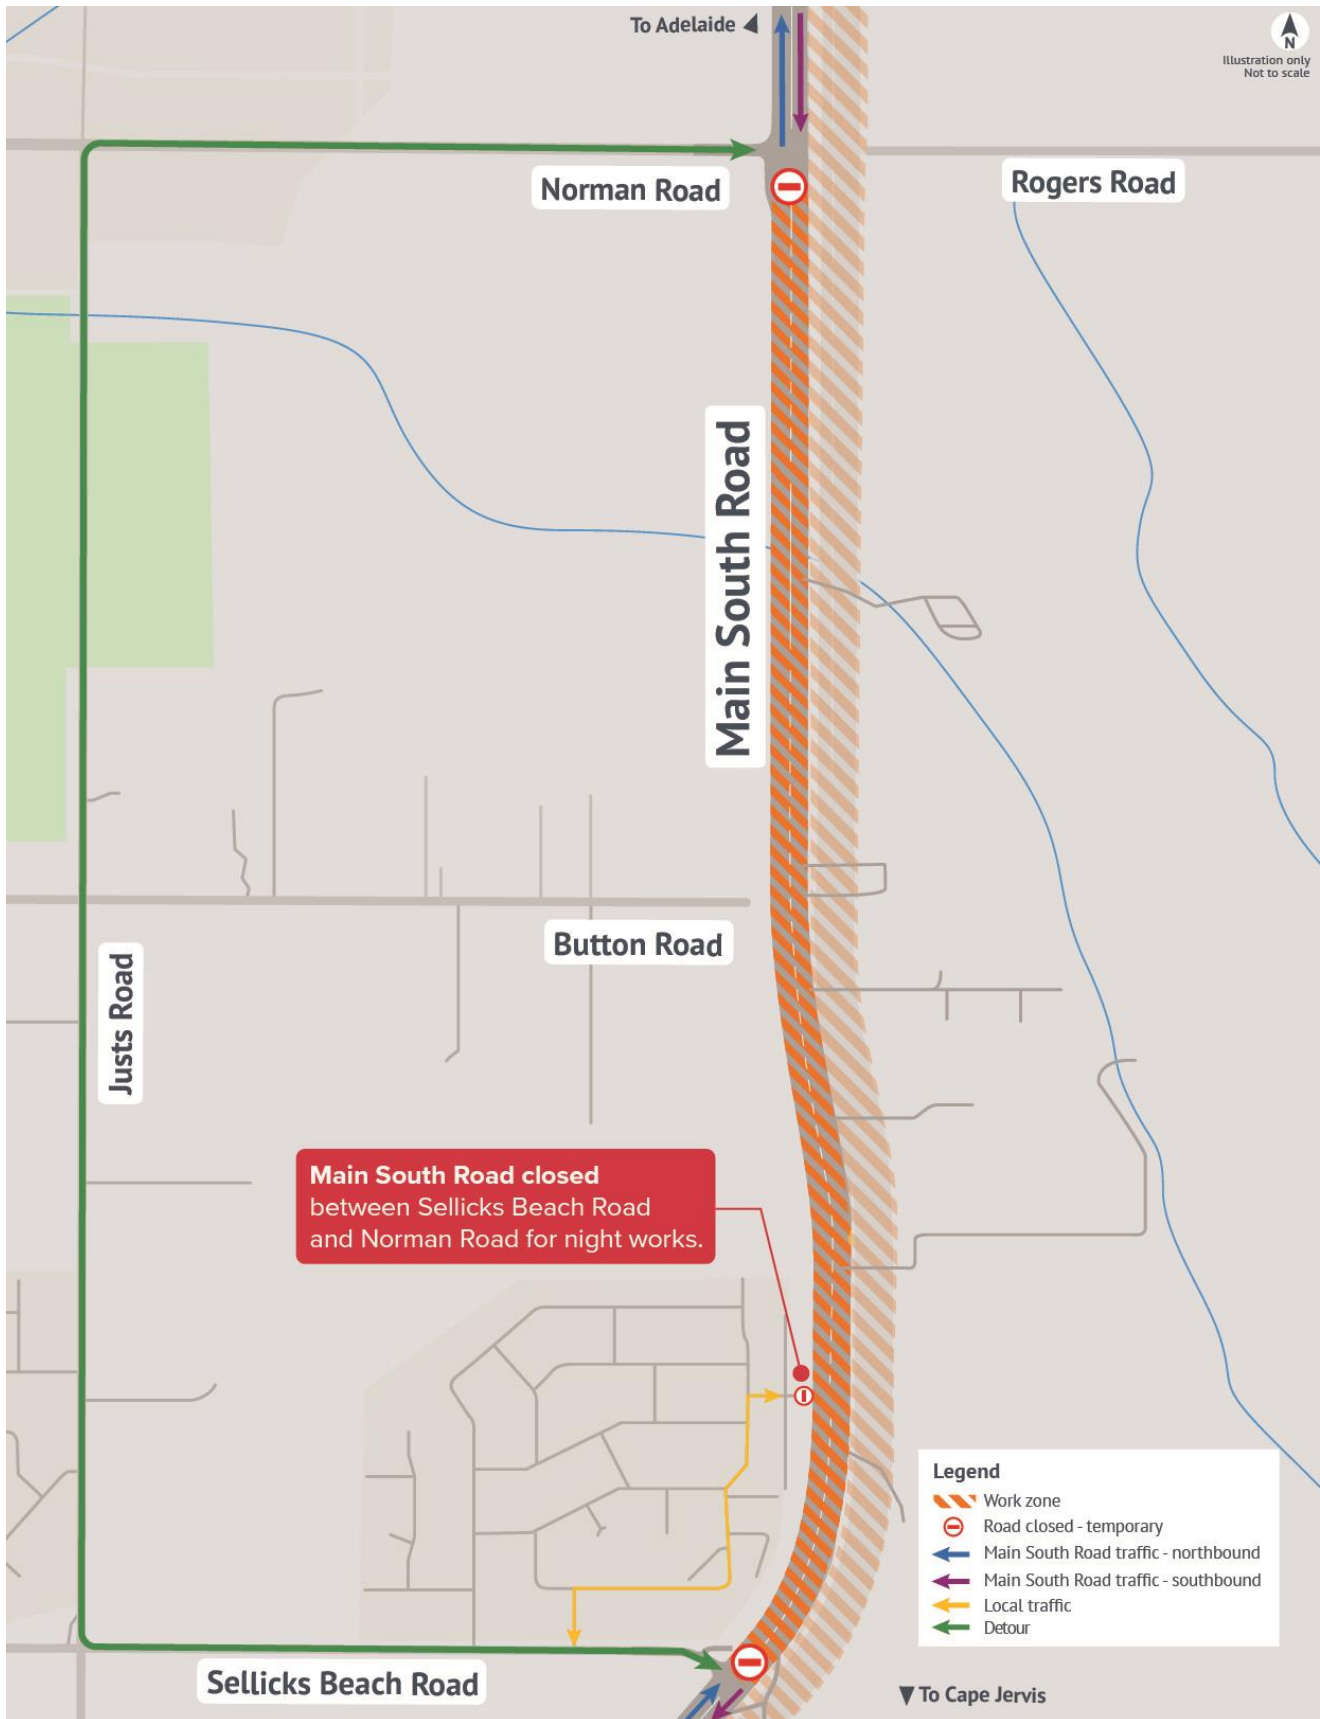 To Adelaide
N
Illustration only
Not to scale
Norman Road
Rogers Road
Main South Road
Button Road
Justs Road
Main South Road closed
between Sellicks Beach Road
and Norman Road for night works.
Legend
Work zone
Road closed - temporary
Main South Road traffic - northbound
Main South Road traffic - southbound
Local traffic
Detour
Sellicks Beach Road
To Cape Jervis